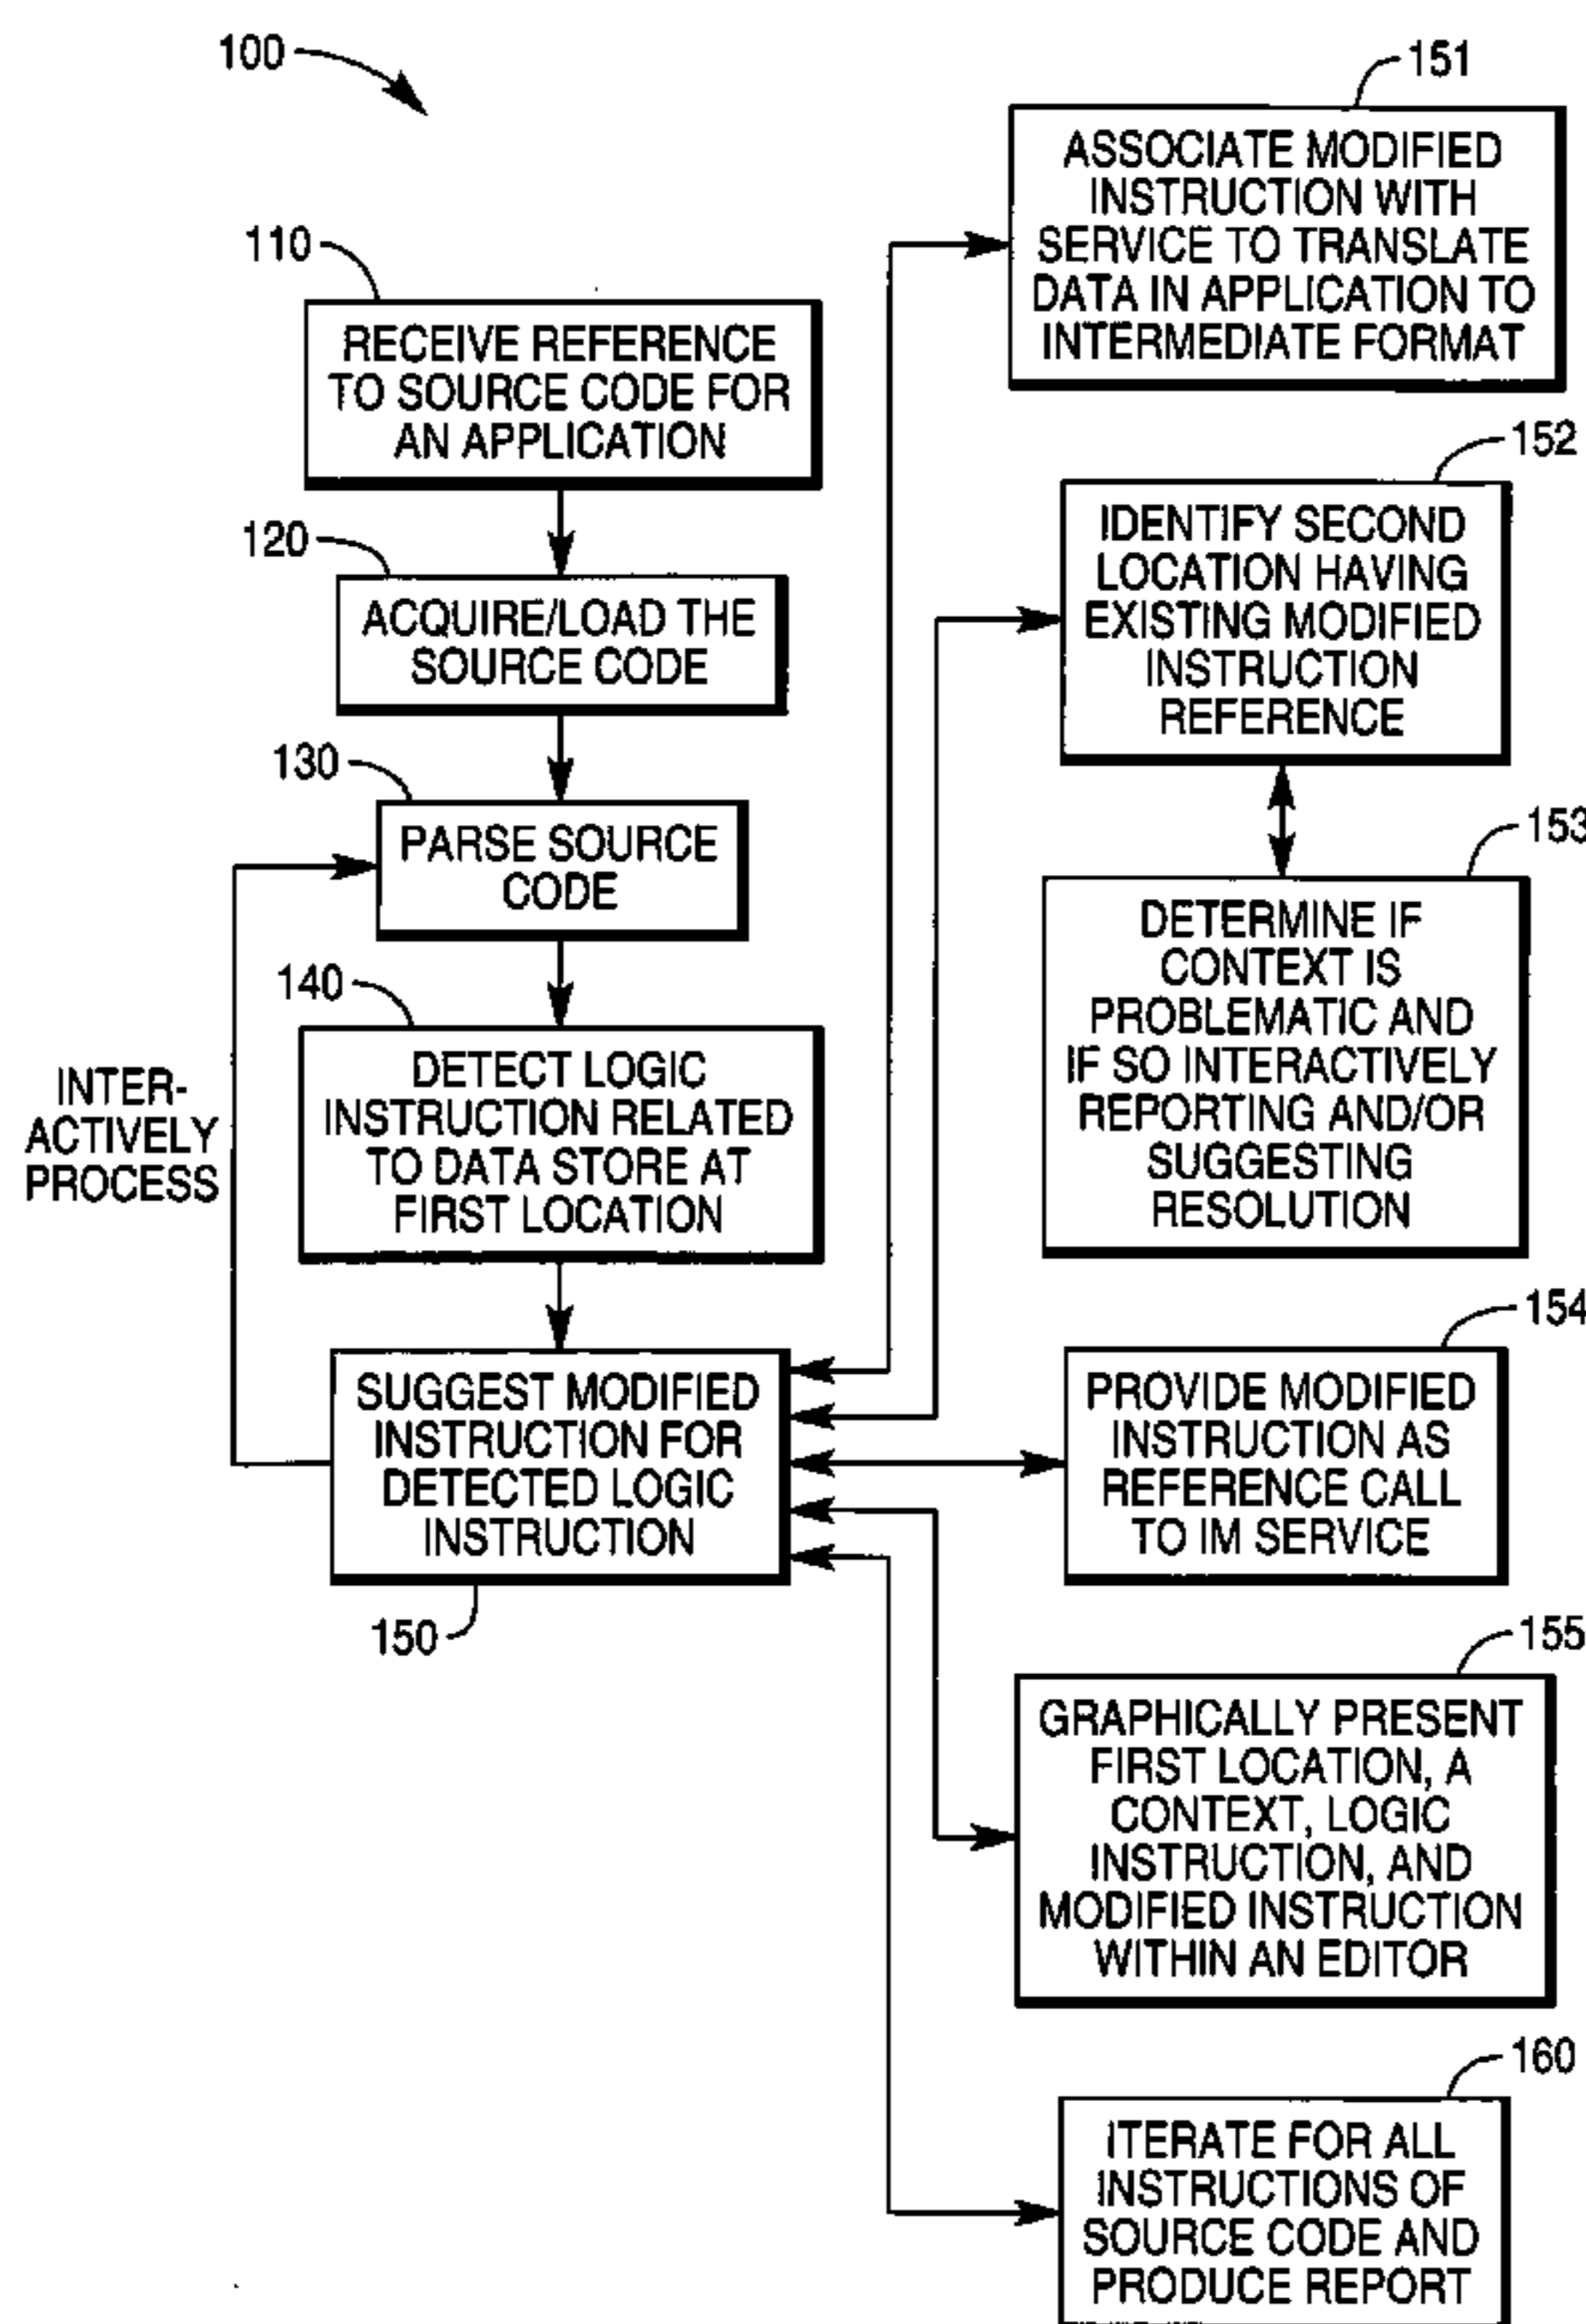 100
110
RECEIVE REFERENCE
TO SOURCE CODE FOR
AN APPLICATION
120
ACQUIRE/LOAD THE
SOURCE CODE
130
PARSE SOURCE
CODE
140
DETECT LOGIC
INSTRUCTION RELATED
TO DATA STORE AT
FIRST LOCATION
INTER-
ACTIVELY
PROCESS
SUGGEST MODIFIED
INSTRUCTION FOR
DETECTED LOGIC
INSTRUCTION
150
151
ASSOCIATE MODIFIED
INSTRUCTION WITH
SERVICE TO TRANSLATE
DATA IN APPLICATION TO
INTERMEDIATE FORMAT
152
IDENTIFY SECOND
LOCATION HAVING
EXISTING MODIFIED
INSTRUCTION
REFERENCE
153
DETERMINE IF
CONTEXT IS
PROBLEMATIC AND
IF SO INTERACTIVELY
REPORTING AND/OR
SUGGESTING
RESOLUTION
154
PROVIDE MODIFIED
INSTRUCTION AS
REFERENCE CALL
TO IM SERVICE
155
GRAPHICALLY PRESENT
FIRST LOCATION, A
CONTEXT, LOGIC
INSTRUCTION, AND
MODIFIED INSTRUCTION
WITHIN AN EDITOR
160
ITERATE FOR ALL
INSTRUCTIONS OF
SOURCE CODE AND
PRODUCE REPORT